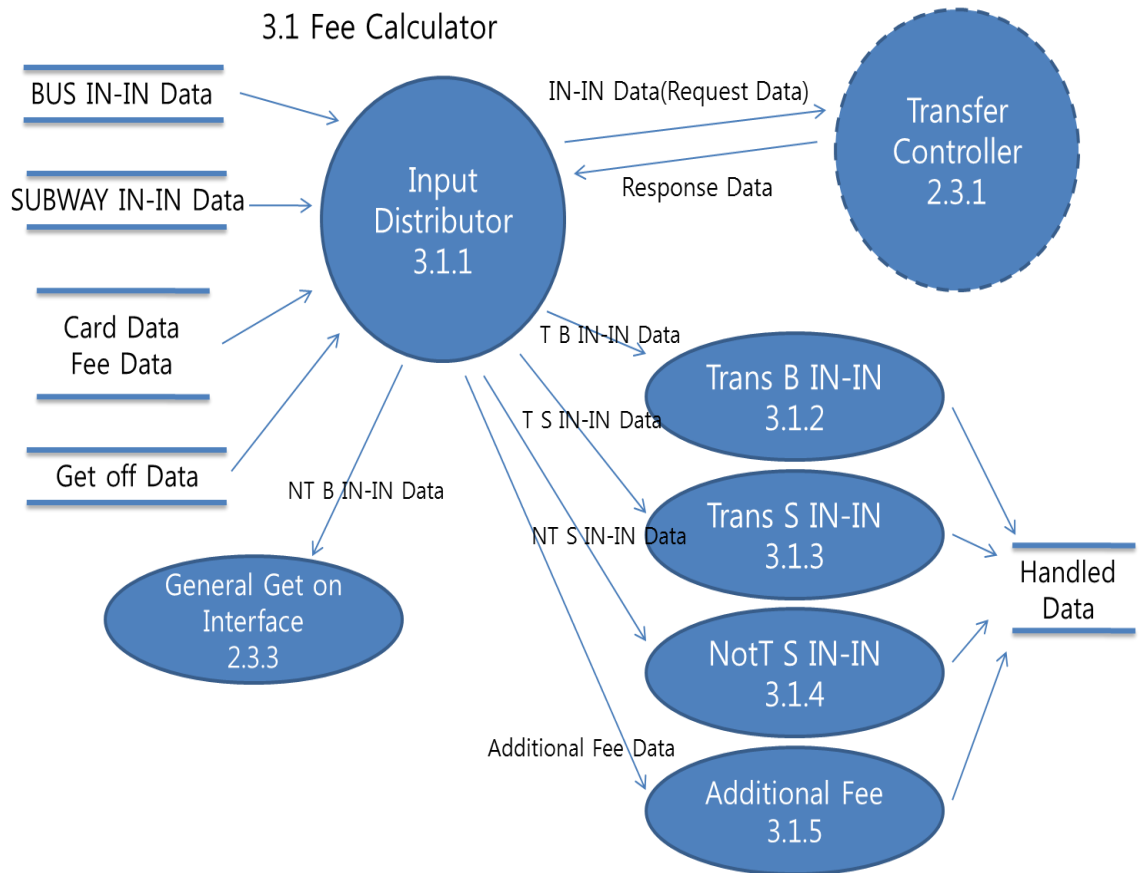 3.1 Fee Calculator
BUS IN-IN Data
SUBWAY IN-IN Data
Card Data
Fee Data
Get off Data
Input
Distributor
3.1.1
IN-IN Data(Request Data)
Response Data
Transfer
Controller
2.3.1
T B IN-IN Data
T S IN-IN Data
NT B IN-IN Data
NT S IN-IN Data
Additional Fee Data
General Get on
Interface
2.3.3
Trans B IN-IN
3.1.2
Trans S IN-IN
3.1.3
NotT S IN-IN
3.1.4
Additional Fee
3.1.5
Handled
Data